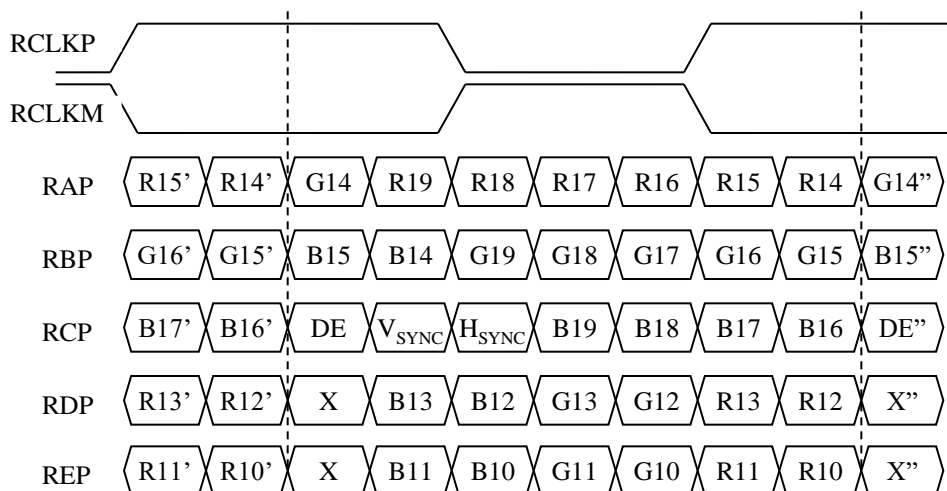 RCLKP
RCLKM
RAP R15’ R14’ G14 R19 R18 R17 R16 R15 R14 G14”
RBP G16’ G15’ B15 B14 G19 G18 G17 G16 G15 B15”
RCP B17’ B16’ DE VSYNC HSYNC B19 B18 B17 B16 DE”
RDP R13’ R12’ X B13 B12 G13 G12 R13 R12 X”
REP R11’ R10’ X B11 B10 G11 G10 R11 R10 X”